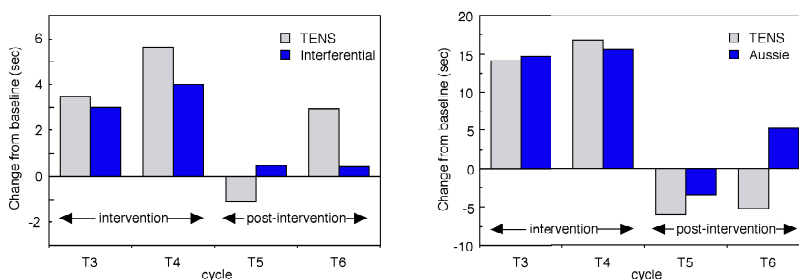 Change from baseline (sec)
6
4
2
0
-2
TENS
Interferential
intervention
post-intervention
T3 T4 T5 T6
cycle
Change from baseline (sec)
20
15
10
5
0
-5
-10
TENS
Aussie
intervention
post-intervention
T3 T4 T5 T6
cycle